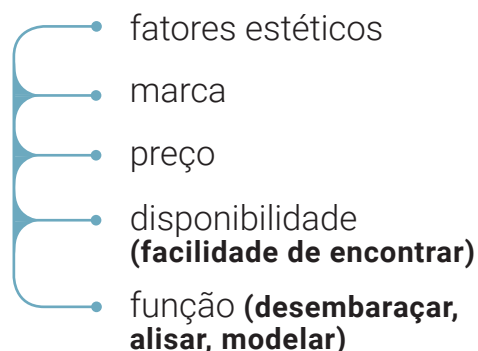 fatores estéticos
marca
preço
disponibilidade
(facilidade de encontrar)
função (desembaraçar,
alisar, modelar)